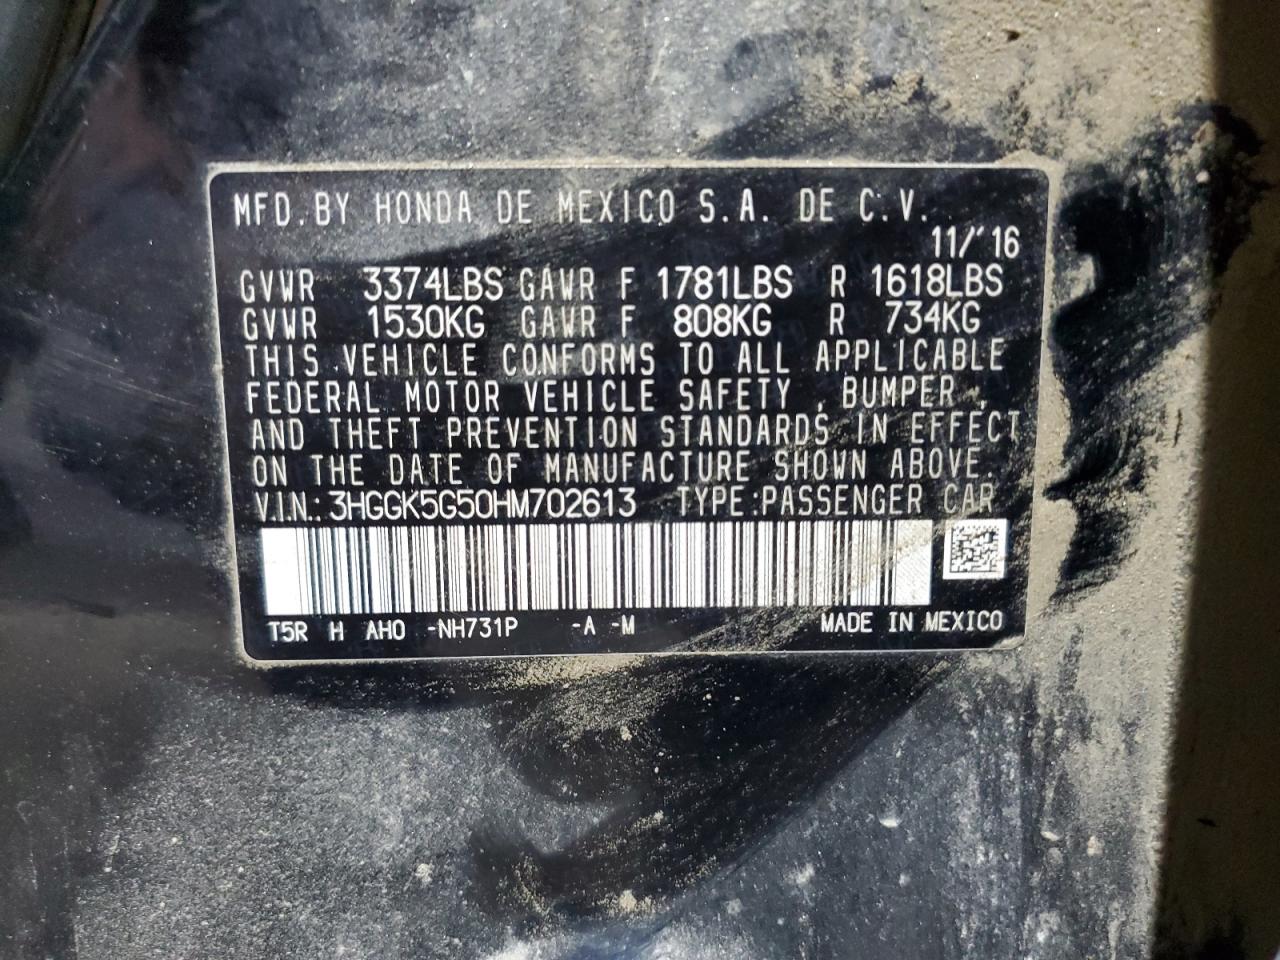 MFD. BY HONDA DE MEXICO S.A. DE C.V.
11/'16
GVWR 3374LBS GAWR F 1781LBS R 1618LBS
GVWR 1530KG GAWR F 808KG R 734KG
THIS VEHICLE CONFORMS TO ALL APPLICABLE
FEDERAL MOTOR VEHICLE SAFETY , BUMPER ,
AND THEFT PREVENTION STANDARDS IN EFFECT
ON THE DATE OF MANUFACTURE SHOWN ABOVE.
V.I.N.: 3HGGK5G50HM702613 TYPE:PASSENGER CAR
T5R H AH0 -NH731P -A -M MADE IN MEXICO